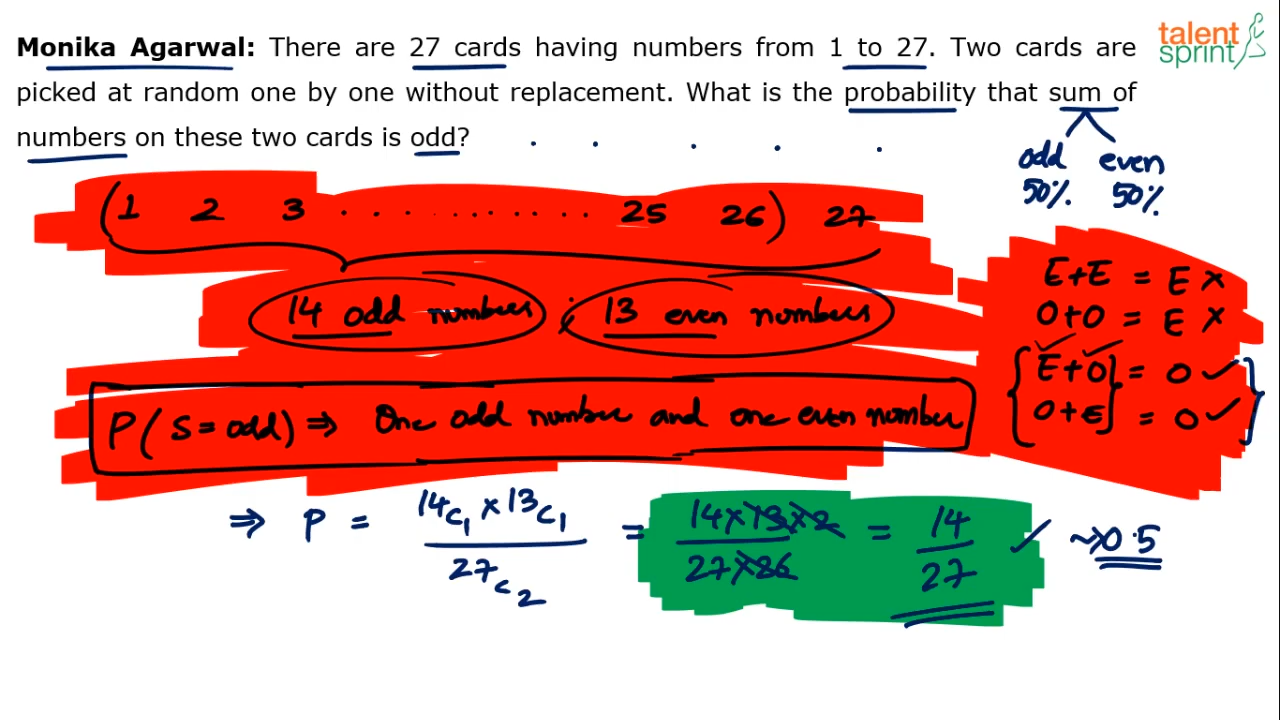 talent
sprint
Monika Agarwal: There are 27 cards having numbers from 1 to 27. Two cards are
picked at random one by one without replacement. What is the probability that sum of
numbers on these two cards is odd?
odd even
50% 50%
(1 2 3 ............ 25 26) 27
14 odd numbers, 13 even numbers
E+E = E ×
O+O = E ×
{E+O} = O ✓
{O+E} = O ✓
P(S=odd) ⇒ One odd number and one even number
⇒ P = 14C1 × 13C1 / 27C2 = 14×13×2 / 27×26 = 14/27 ✓ ~0.5